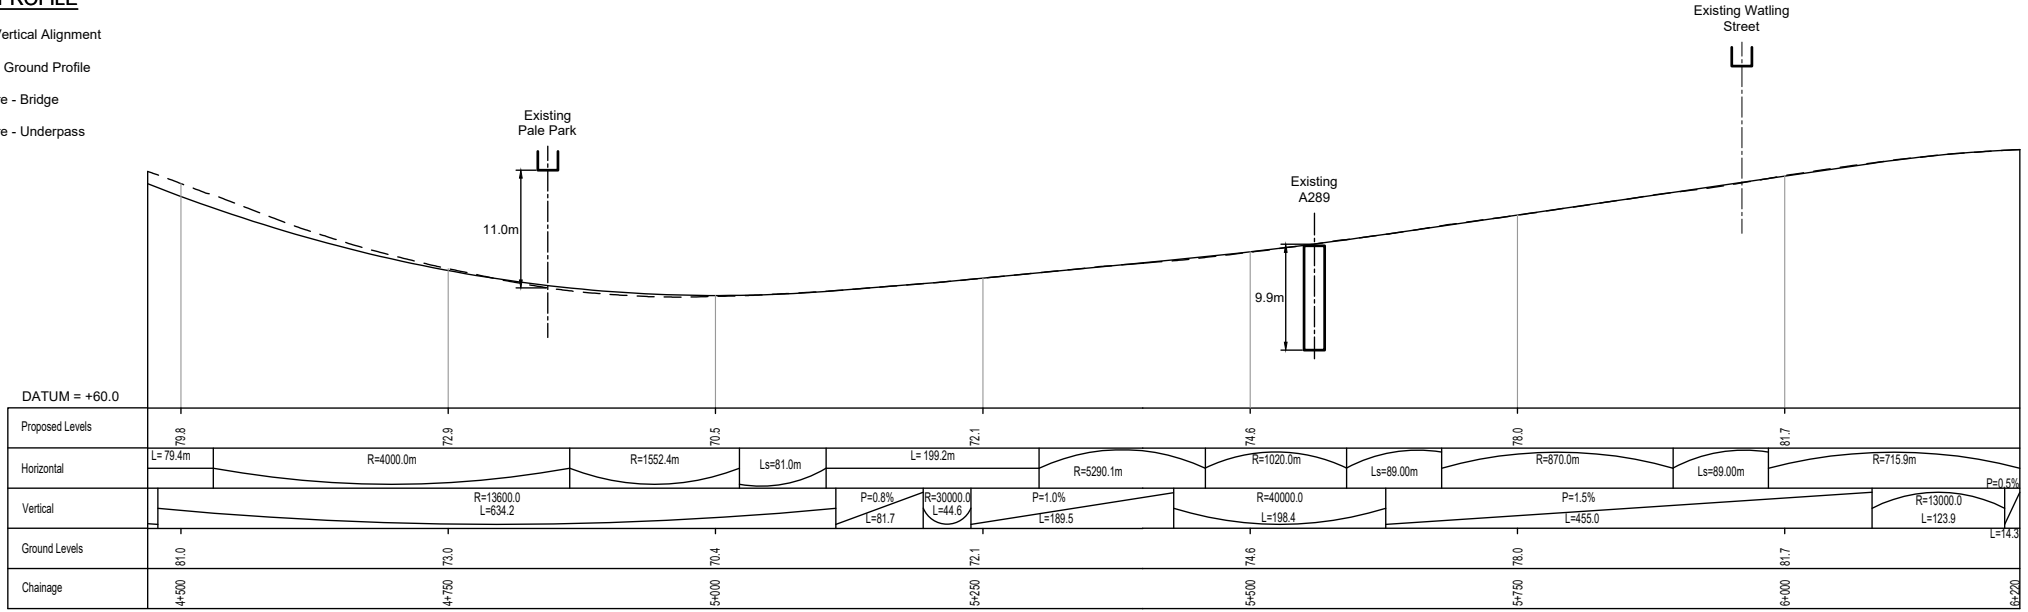 Vertical Alignment
Ground Profile
- Bridge
- Underpass
Existing
Pale Park
11.0m
Existing
A289
9.9m
Existing Watling
Street
DATUM = +60.0
Proposed Levels
79.8
72.9
70.5
72.1
74.6
78.0
81.7
Horizontal
L= 79.4m
R=4000.0m
R=1552.4m
Ls=81.0m
L= 199.2m
R=5290.1m
R=1020.0m
Ls=89.00m
R=870.0m
Ls=89.00m
R=715.9m
Vertical
R=13600.0
L=634.2
P=0.8%
L=81.7
R=30000.0
L=44.6
P=1.0%
L=189.5
R=40000.0
L=198.4
P=1.5%
L=455.0
R=13000.0
L=123.9
P=0.5%
L=14.3
Ground Levels
81.0
73.0
70.4
72.1
74.6
78.0
81.7
Chainage
4+500
4+750
5+000
5+250
5+500
5+750
6+000
6+220